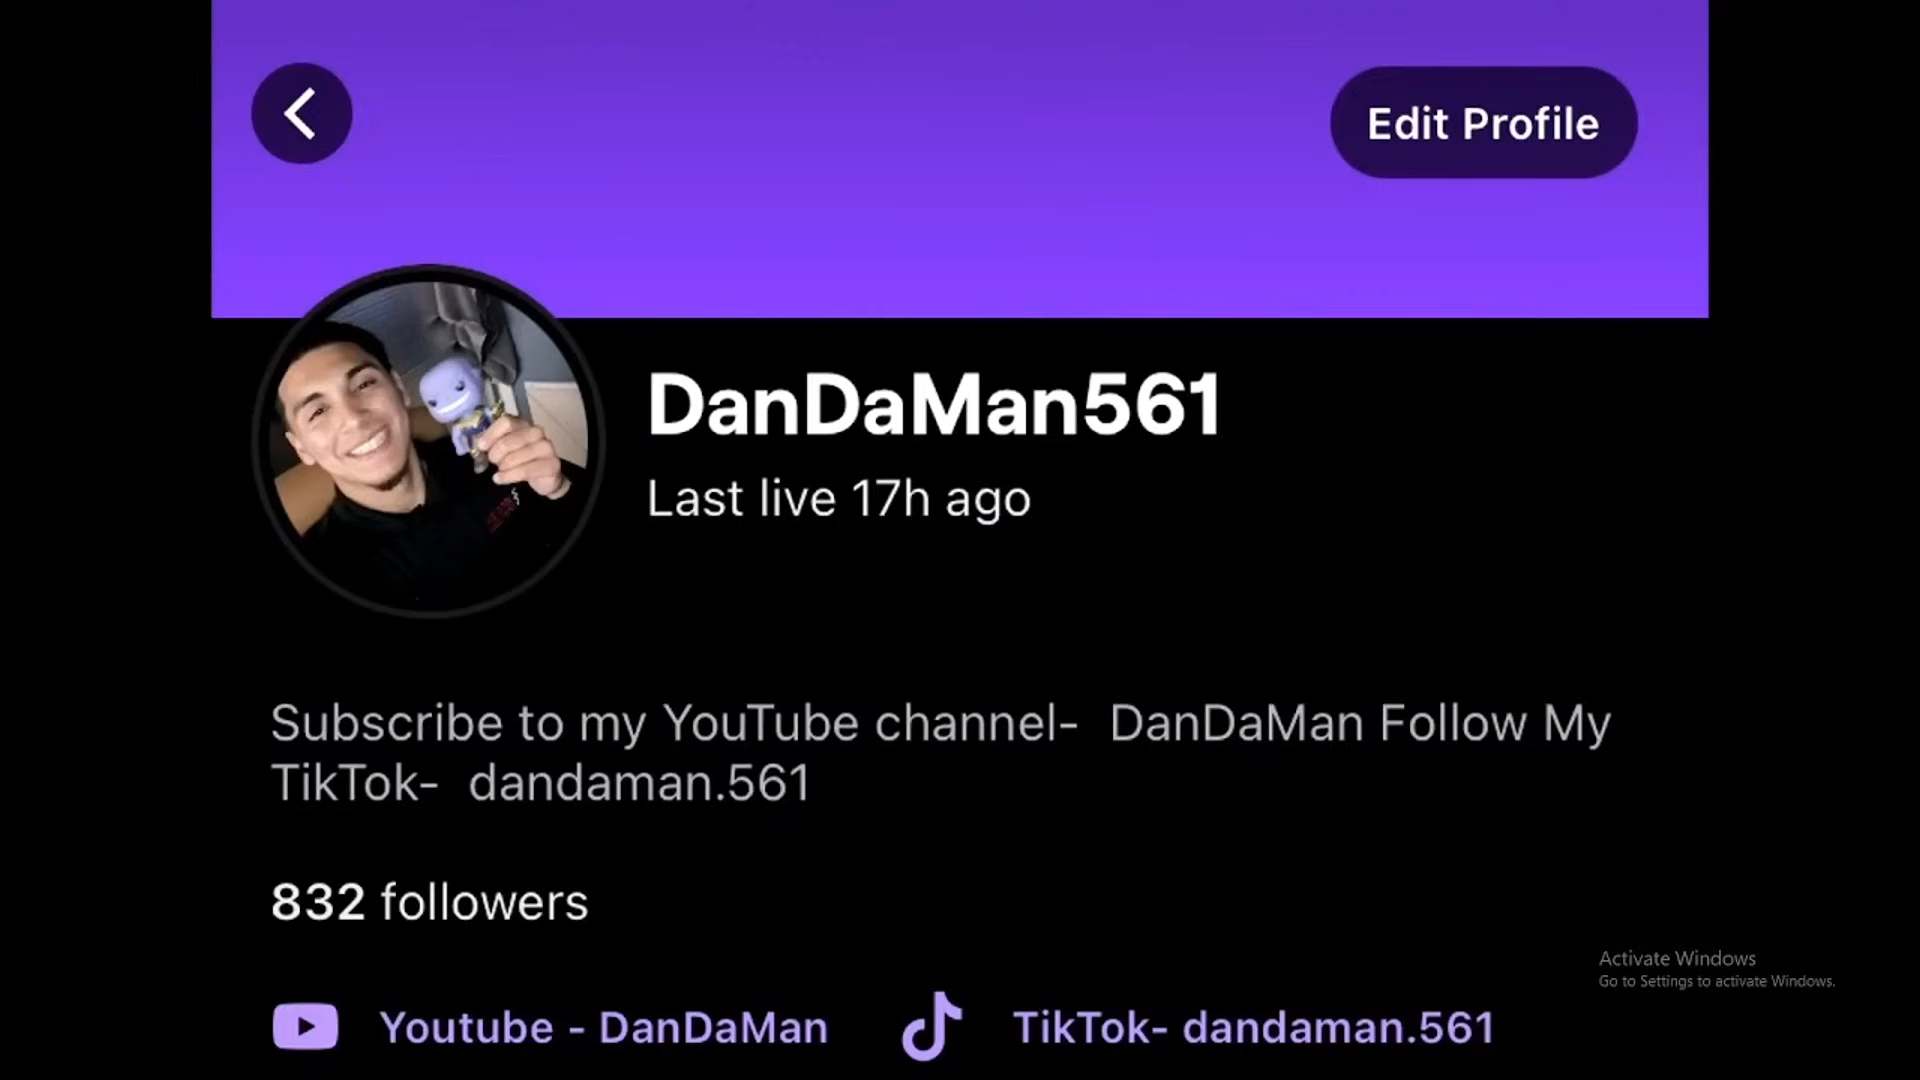 Edit Profile
DanDaMan561
Last live 17h ago
Subscribe to my YouTube channel-  DanDaMan Follow My
TikTok-  dandaman.561
832 followers
Youtube - DanDaMan
TikTok- dandaman.561
Activate Windows
Go to Settings to activate Windows.